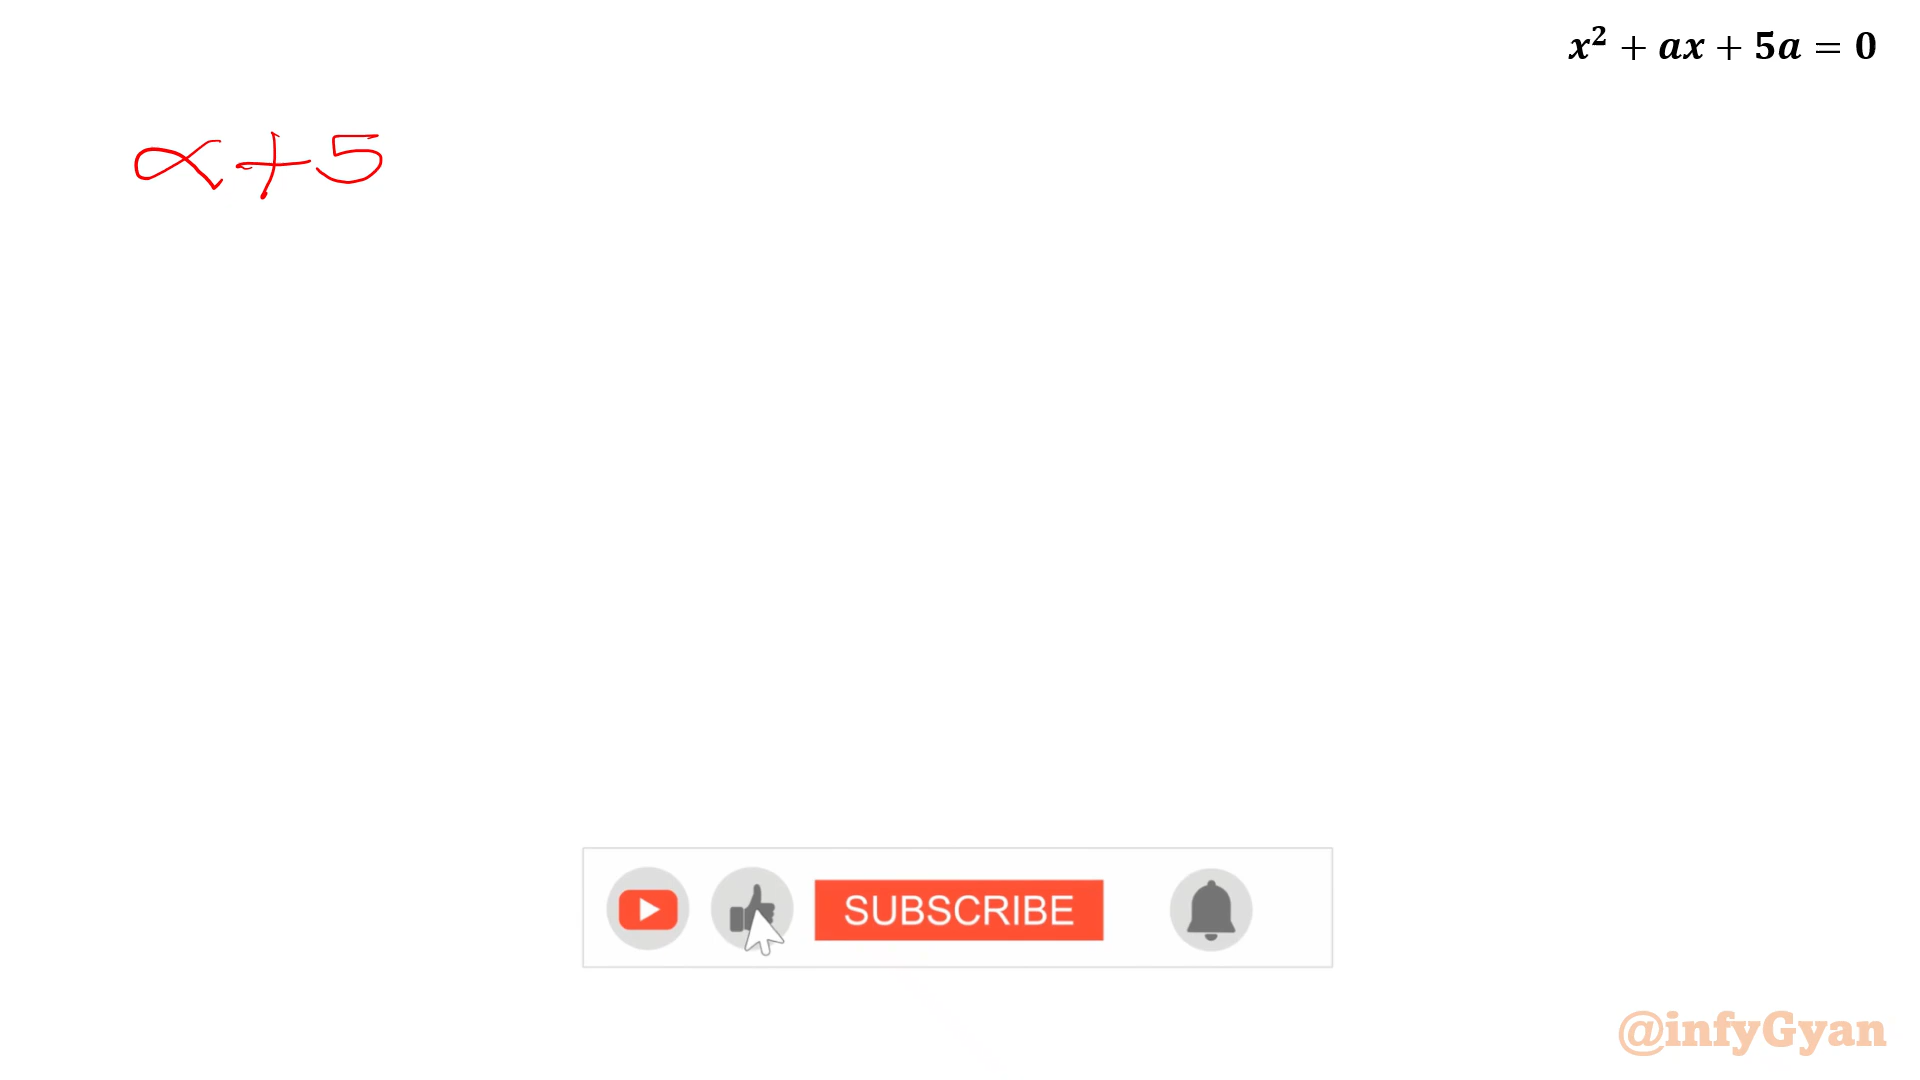 x² + ax + 5a = 0
α+5
SUBSCRIBE
@infyGyan